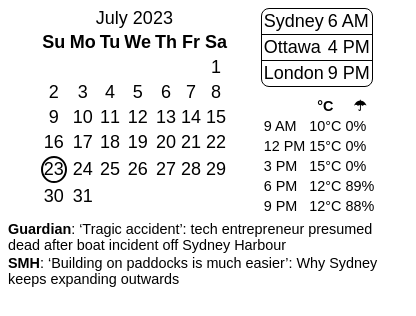 July 2023
Su Mo Tu We Th Fr Sa
1
2 3 4 5 6 7 8
9 10 11 12 13 14 15
16 17 18 19 20 21 22
23 24 25 26 27 28 29
30 31
Sydney 6 AM
Ottawa 4 PM
London 9 PM
°C ☂
9 AM 10°C 0%
12 PM 15°C 0%
3 PM 15°C 0%
6 PM 12°C 89%
9 PM 12°C 88%
Guardian: ‘Tragic accident’: tech entrepreneur presumed
dead after boat incident off Sydney Harbour
SMH: ‘Building on paddocks is much easier’: Why Sydney
keeps expanding outwards